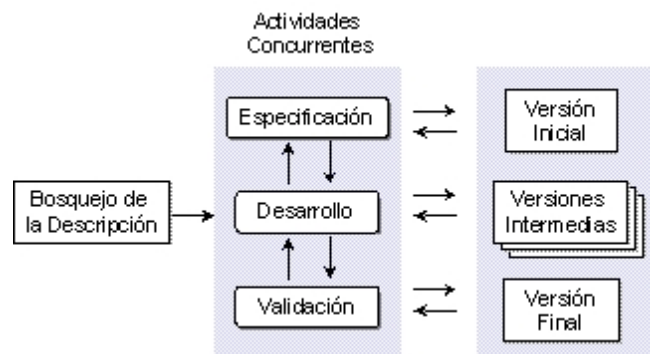 Actividades
Concurrentes
Especificación
Versión
Inicial
Bosquejo de
la Descripción
Desarrollo
Versiones
Intermedias
Validación
Versión
Final